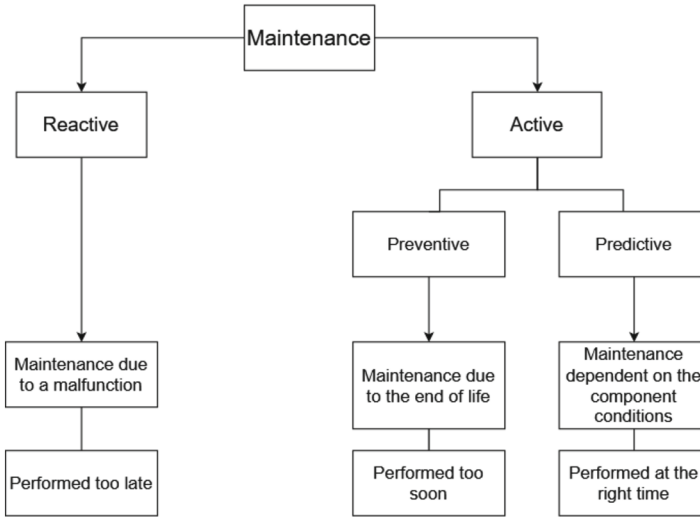 Maintenance
Reactive
Active
Preventive
Predictive
Maintenance due
to a malfunction
Maintenance due
to the end of life
Maintenance
dependent on the
component
conditions
Performed too late
Performed too
soon
Performed at the
right time